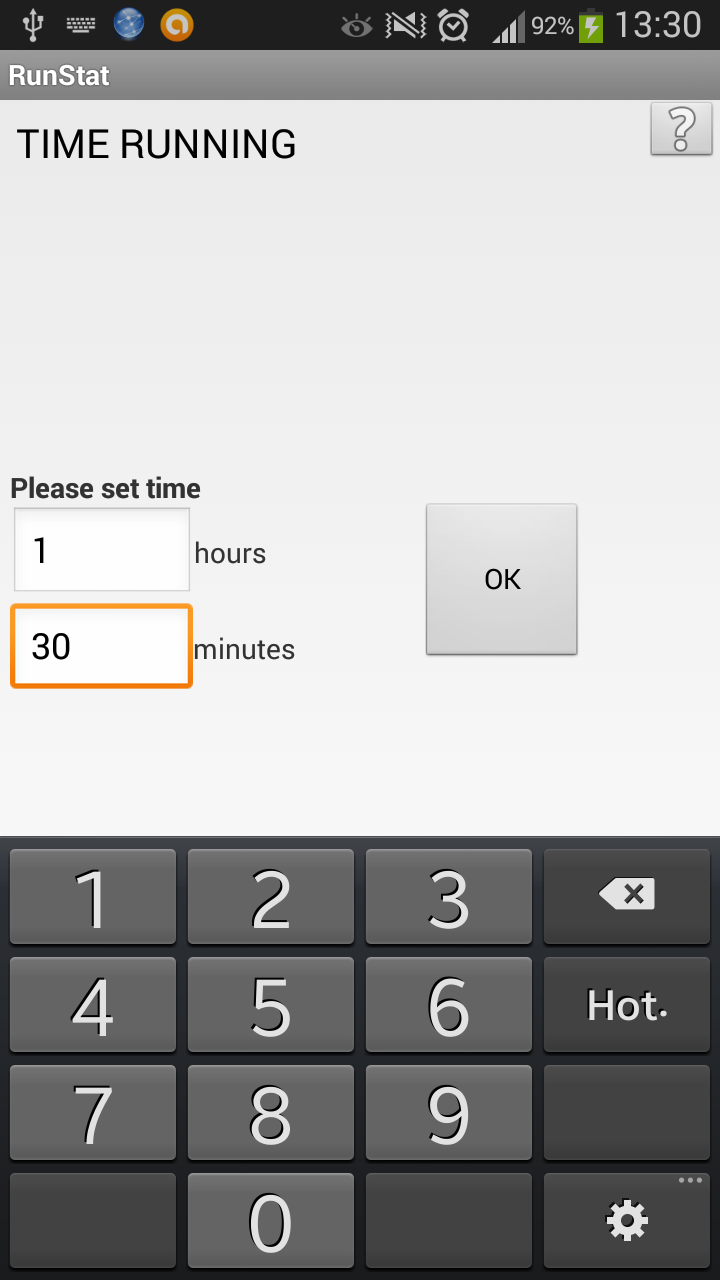 92% 13:30
RunStat
TIME RUNNING
?
Please set time
1 hours
OK
30 minutes
1 2 3
4 5 6 Hot.
7 8 9
0